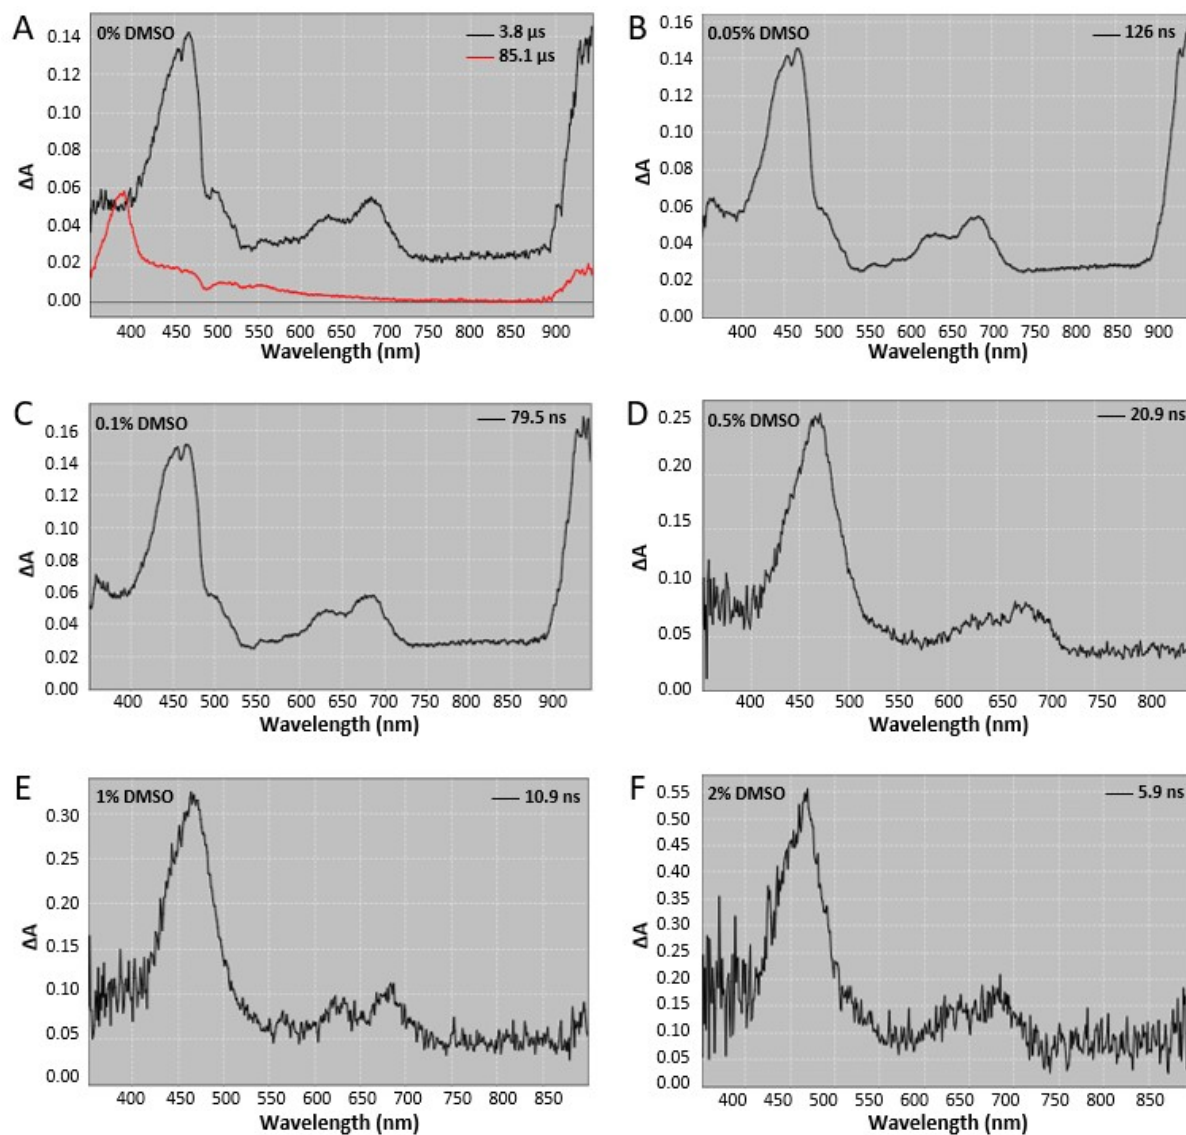 A
0% DMSO
3.8 µs
85.1 µs
0.14
0.12
0.10
0.08
0.06
0.04
0.02
0.00
ΔA
400 450 500 550 600 650 700 750 800 850 900
Wavelength (nm)
B
0.05% DMSO
126 ns
0.16
0.14
0.12
0.10
0.08
0.06
0.04
0.02
0.00
ΔA
400 450 500 550 600 650 700 750 800 850 900
Wavelength (nm)
C
0.1% DMSO
79.5 ns
0.16
0.14
0.12
0.10
0.08
0.06
0.04
0.02
0.00
ΔA
400 450 500 550 600 650 700 750 800 850 900
Wavelength (nm)
D
0.5% DMSO
20.9 ns
0.25
0.20
0.15
0.10
0.05
0.00
ΔA
400 450 500 550 600 650 700 750 800
Wavelength (nm)
E
1% DMSO
10.9 ns
0.30
0.25
0.20
0.15
0.10
0.05
0.00
ΔA
400 450 500 550 600 650 700 750 800 850
Wavelength (nm)
F
2% DMSO
5.9 ns
0.55
0.50
0.45
0.40
0.35
0.30
0.25
0.20
0.15
0.10
0.05
0.00
ΔA
400 450 500 550 600 650 700 750 800 850
Wavelength (nm)